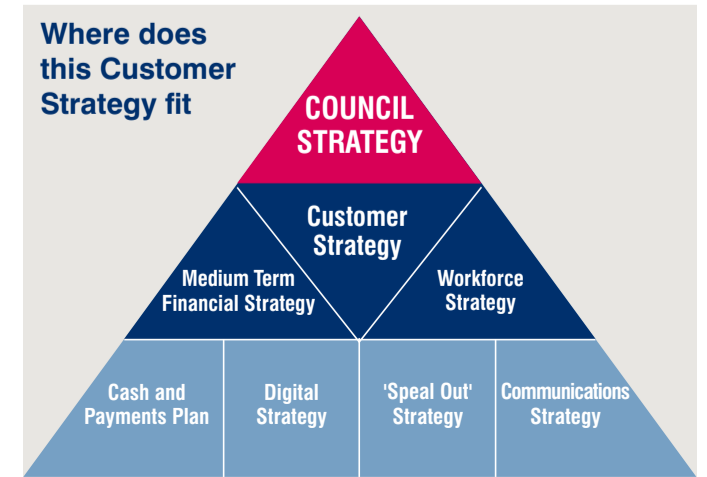 Where does
this Customer
Strategy fit
COUNCIL
STRATEGY
Customer
Strategy
Medium Term
Financial Strategy
Workforce
Strategy
Cash and
Payments Plan
Digital
Strategy
'Speal Out'
Strategy
Communications
Strategy